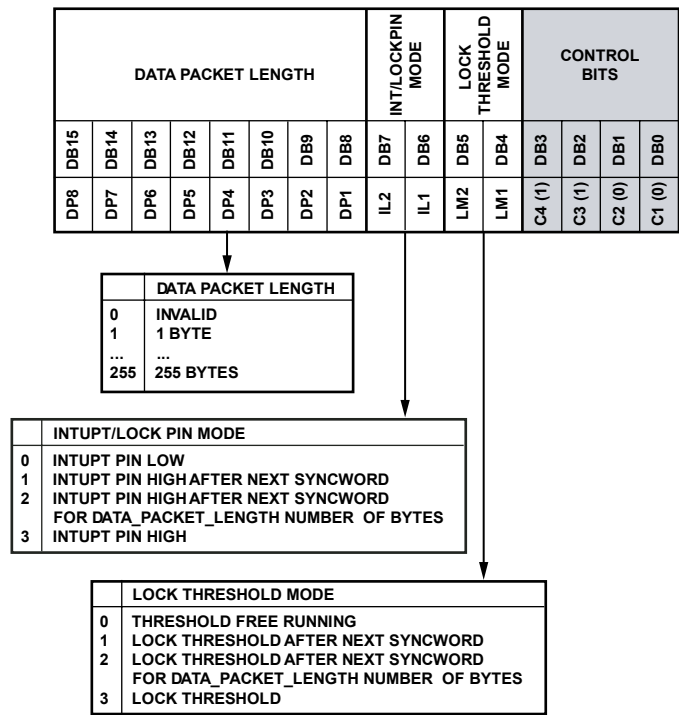 DATA PACKET LENGTH
INT/LOCKPIN
MODE
LOCK
THRESHOLD
MODE
CONTROL
BITS
DB15 DB14 DB13 DB12 DB11 DB10 DB9 DB8 DB7 DB6 DB5 DB4 DB3 DB2 DB1 DB0
DP8 DP7 DP6 DP5 DP4 DP3 DP2 DP1 IL2 IL1 LM2 LM1 C4 (1) C3 (1) C2 (0) C1 (0)
DATA PACKET LENGTH
0 INVALID
1 1 BYTE
... ...
255 255 BYTES
INTUPT/LOCK PIN MODE
0 INTUPT PIN LOW
1 INTUPT PIN HIGH AFTER NEXT SYNCWORD
2 INTUPT PIN HIGH AFTER NEXT SYNCWORD
FOR DATA_PACKET_LENGTH NUMBER OF BYTES
3 INTUPT PIN HIGH
LOCK THRESHOLD MODE
0 THRESHOLD FREE RUNNING
1 LOCK THRESHOLD AFTER NEXT SYNCWORD
2 LOCK THRESHOLD AFTER NEXT SYNCWORD
FOR DATA_PACKET_LENGTH NUMBER OF BYTES
3 LOCK THRESHOLD